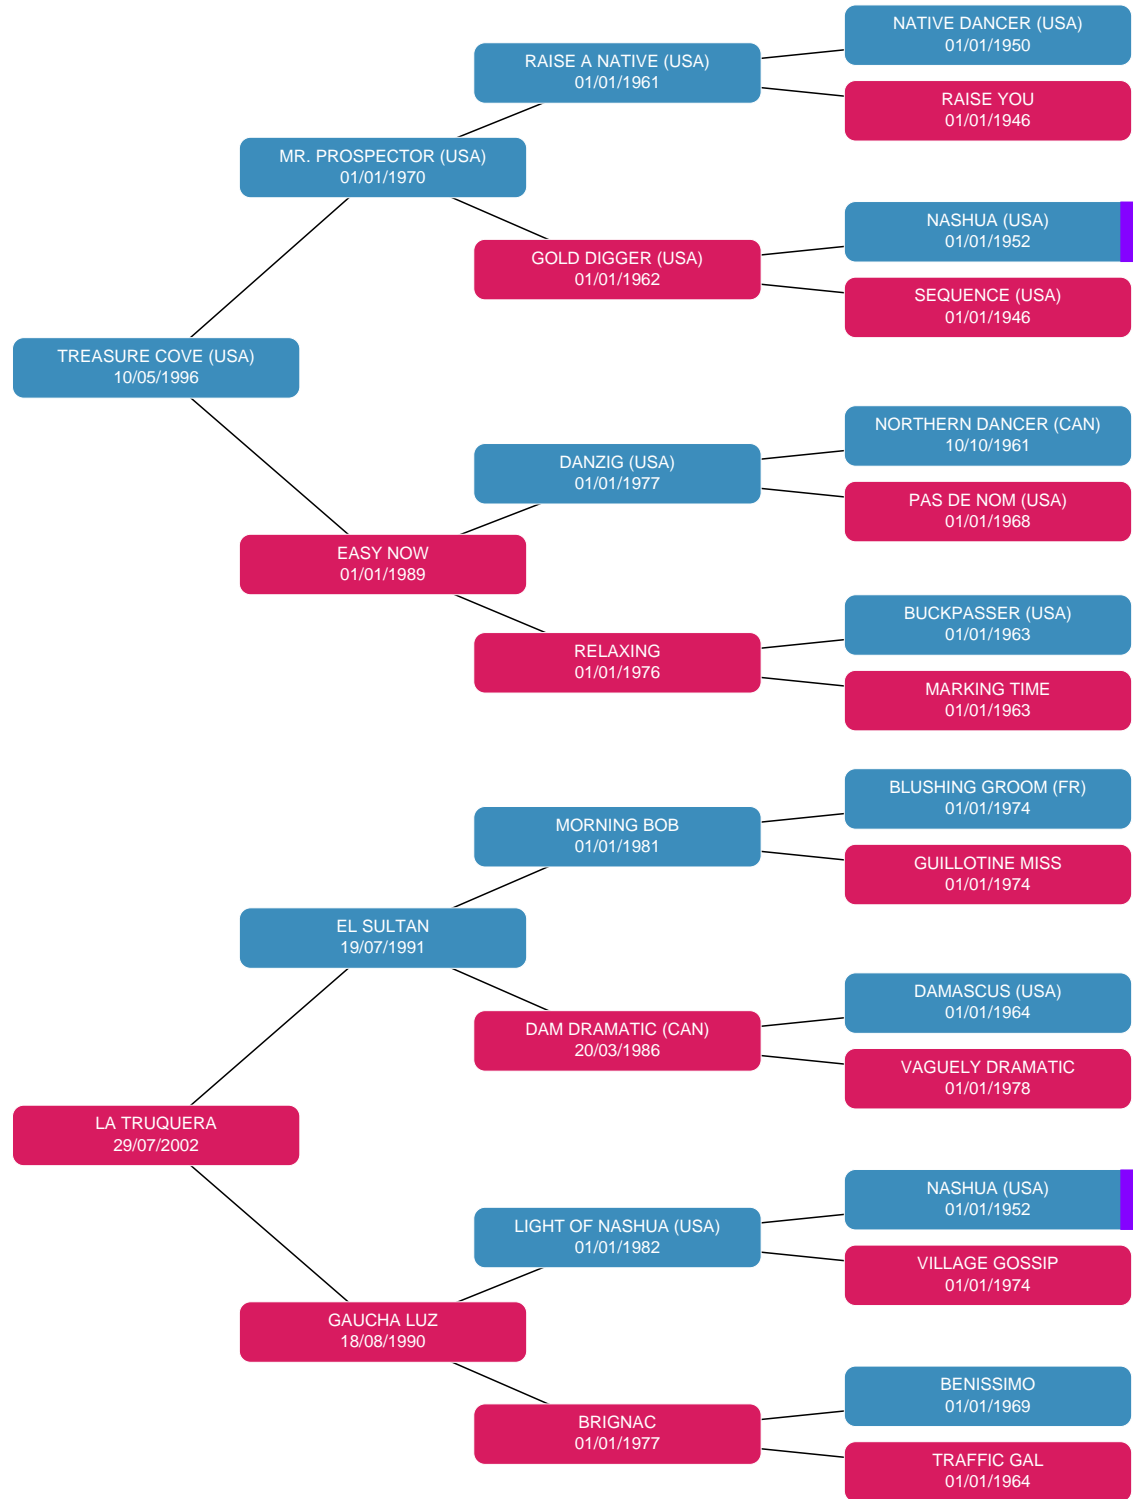 NATIVE DANCER (USA)
01/01/1950
RAISE A NATIVE (USA)
01/01/1961
RAISE YOU
01/01/1946
MR. PROSPECTOR (USA)
01/01/1970
NASHUA (USA)
01/01/1952
GOLD DIGGER (USA)
01/01/1962
SEQUENCE (USA)
01/01/1946
TREASURE COVE (USA)
10/05/1996
NORTHERN DANCER (CAN)
10/10/1961
DANZIG (USA)
01/01/1977
PAS DE NOM (USA)
01/01/1968
EASY NOW
01/01/1989
BUCKPASSER (USA)
01/01/1963
RELAXING
01/01/1976
MARKING TIME
01/01/1963
BLUSHING GROOM (FR)
01/01/1974
MORNING BOB
01/01/1981
GUILLOTINE MISS
01/01/1974
EL SULTAN
19/07/1991
DAMASCUS (USA)
01/01/1964
DAM DRAMATIC (CAN)
20/03/1986
VAGUELY DRAMATIC
01/01/1978
LA TRUQUERA
29/07/2002
NASHUA (USA)
01/01/1952
LIGHT OF NASHUA (USA)
01/01/1982
VILLAGE GOSSIP
01/01/1974
GAUCHA LUZ
18/08/1990
BENISSIMO
01/01/1969
BRIGNAC
01/01/1977
TRAFFIC GAL
01/01/1964